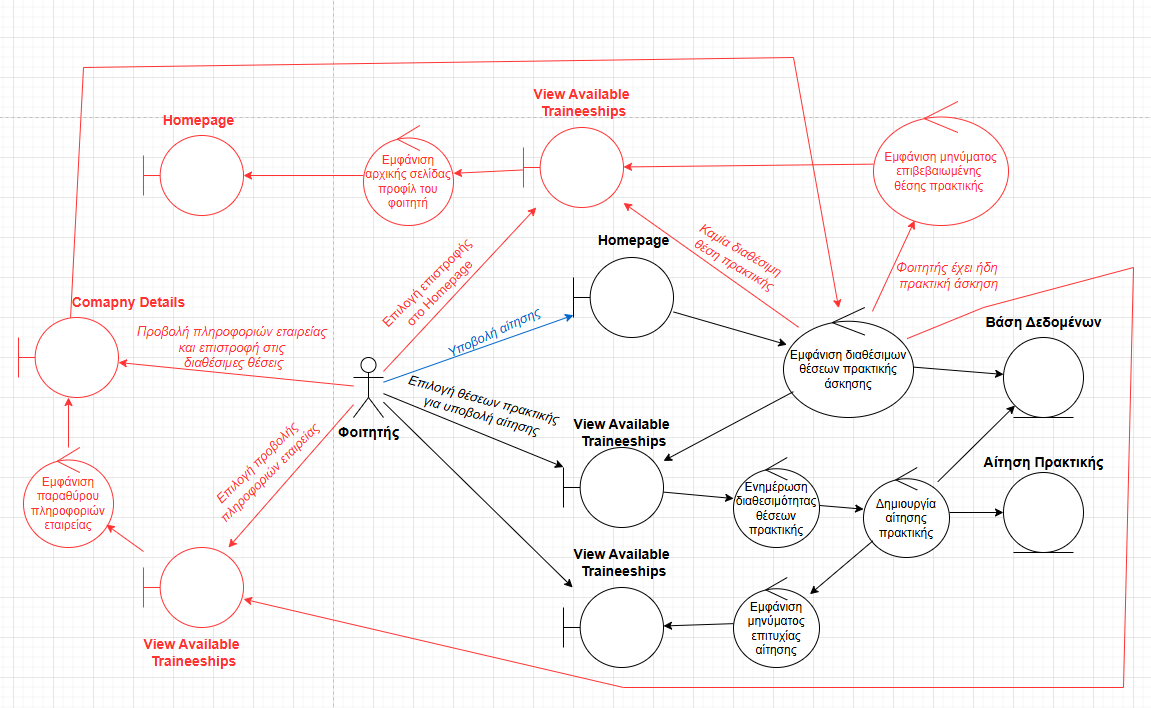 View Available
Traineeships
Homepage
Εμφάνιση
αρχικής σελίδας
προφίλ του
φοιτητή
Εμφάνιση μηνύματος
επιβεβαιωμένης
θέσης πρακτικής
Καμία διαθέσιμη
θέση πρακτικής
Homepage
Επιλογή επιστροφής
στο Homepage
Φοιτητής έχει ήδη
πρακτική άσκηση
Comapny Details
Προβολή πληροφοριών εταιρείας
και επιστροφή στις
διαθέσιμες θέσεις
Υποβολή αίτησης
Βάση Δεδομένων
Εμφάνιση διαθέσιμων
θέσεων πρακτικής
άσκησης
Επιλογή θέσεων πρακτικής
για υποβολή αίτησης
Φοιτητής
View Available
Traineeships
Επιλογή προβολής
πληροφοριών εταιρείας
Αίτηση Πρακτικής
Εμφάνιση
παραθύρου
πληροφοριών
εταιρείας
Ενημέρωση
διαθεσιμότητας
θέσεων
πρακτικής
Δημιουργία
αίτησης
πρακτικής
View Available
Traineeships
Εμφάνιση
μηνύματος
επιτυχίας
αίτησης
View Available
Traineeships